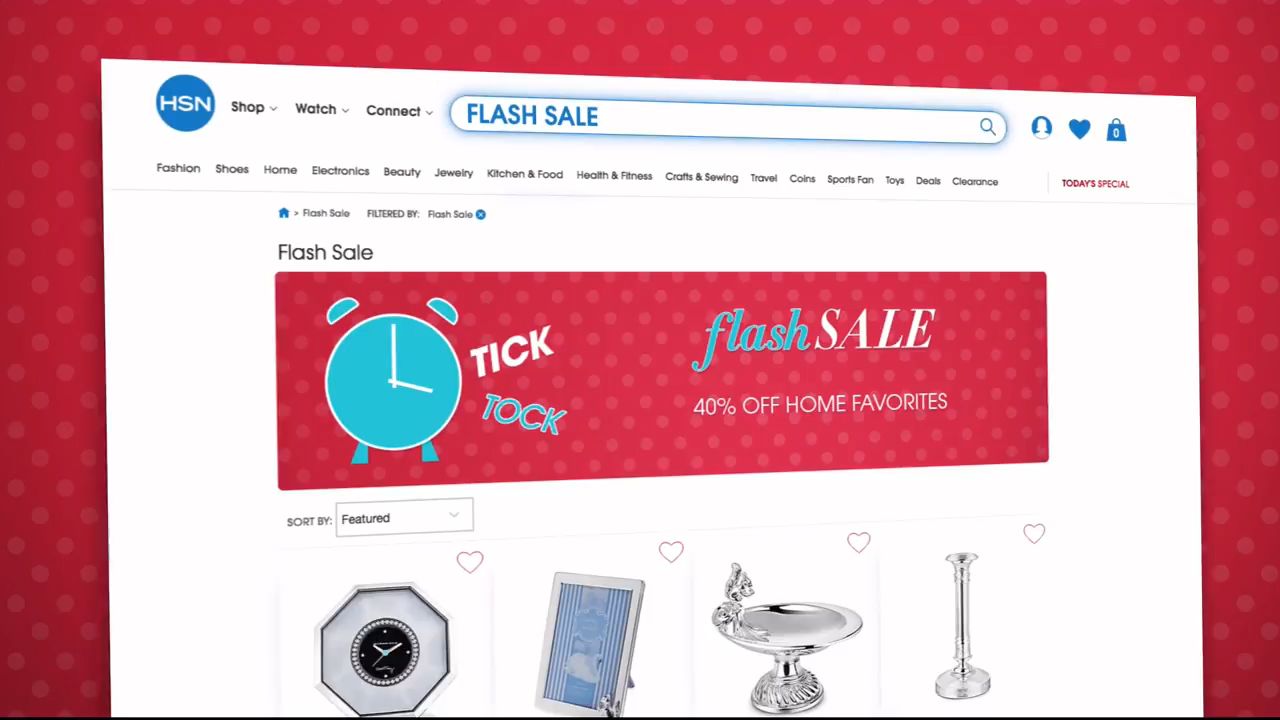 HSN Shop Watch Connect FLASH SALE 0
Fashion Shoes Home Electronics Beauty Jewelry Kitchen & Food Health & Fitness Crafts & Sewing Travel Coins Sports Fan Toys Deals Clearance TODAY'S SPECIAL
> Flash Sale FILTERED BY: Flash Sale
Flash Sale
TICK
TOCK
flash SALE
40% OFF HOME FAVORITES
SORT BY: Featured